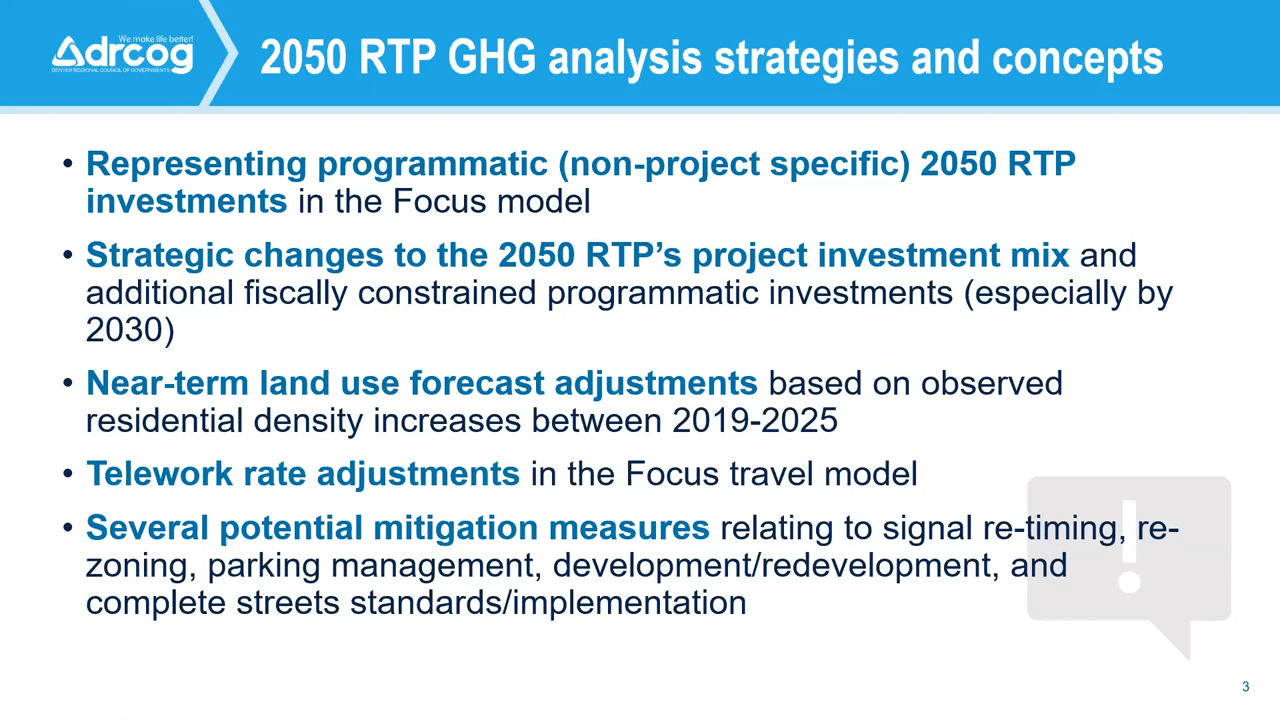 We make life better!
drcog
DENVER REGIONAL COUNCIL OF GOVERNMENTS
2050 RTP GHG analysis strategies and concepts
• Representing programmatic (non-project specific) 2050 RTP
investments in the Focus model
• Strategic changes to the 2050 RTP’s project investment mix and
additional fiscally constrained programmatic investments (especially by
2030)
• Near-term land use forecast adjustments based on observed
residential density increases between 2019-2025
• Telework rate adjustments in the Focus travel model
• Several potential mitigation measures relating to signal re-timing, re-
zoning, parking management, development/redevelopment, and
complete streets standards/implementation
3